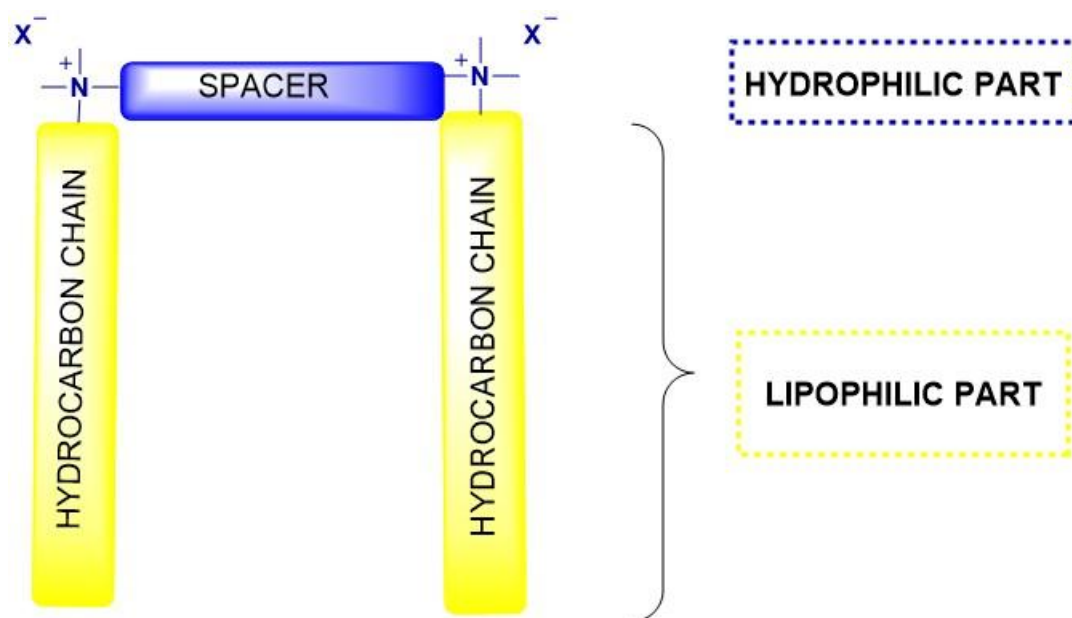 X⁻
X⁻
+
N
SPACER
+
N
HYDROPHILIC PART
HYDROCARBON CHAIN
HYDROCARBON CHAIN
LIPOPHILIC PART